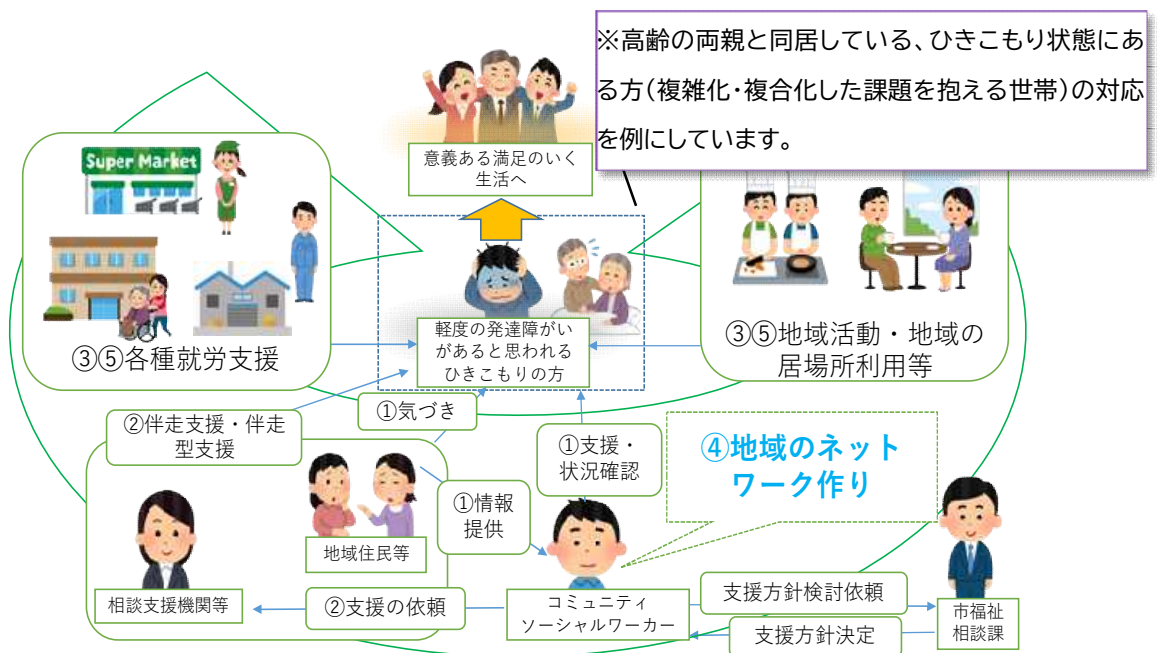 ※高齢の両親と同居している、ひきこもり状態にあ
る方(複雑化・複合化した課題を抱える世帯)の対応
を例にしています。
意義ある満足のいく
生活へ
Super Market
③⑤各種就労支援
軽度の発達障がい
があると思われる
ひきこもりの方
③⑤地域活動・地域の
居場所利用等
②伴走支援・伴走
型支援
①気づき
①支援・
状況確認
④地域のネット
ワーク作り
①情報
提供
地域住民等
相談支援機関等
②支援の依頼
コミュニティ
ソーシャルワーカー
支援方針検討依頼
支援方針決定
市福祉
相談課